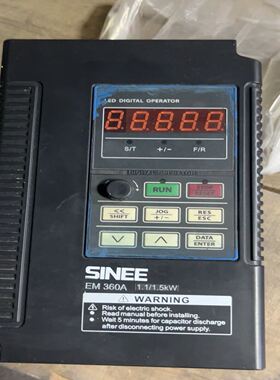 LED DIGITAL OPERATOR
8.8.8.8.8.
S/T +/- F/R
RUN
STOP
RESET
<< SHIFT
JOG +/-
RES ESC
DATA ENTER
SINEE
EM 360A 1.1/1.5kW
WARNING
Risk of electric shock.
Read manual before installing.
Wait 5 minutes for capacitor discharge
after disconnecting power supply.